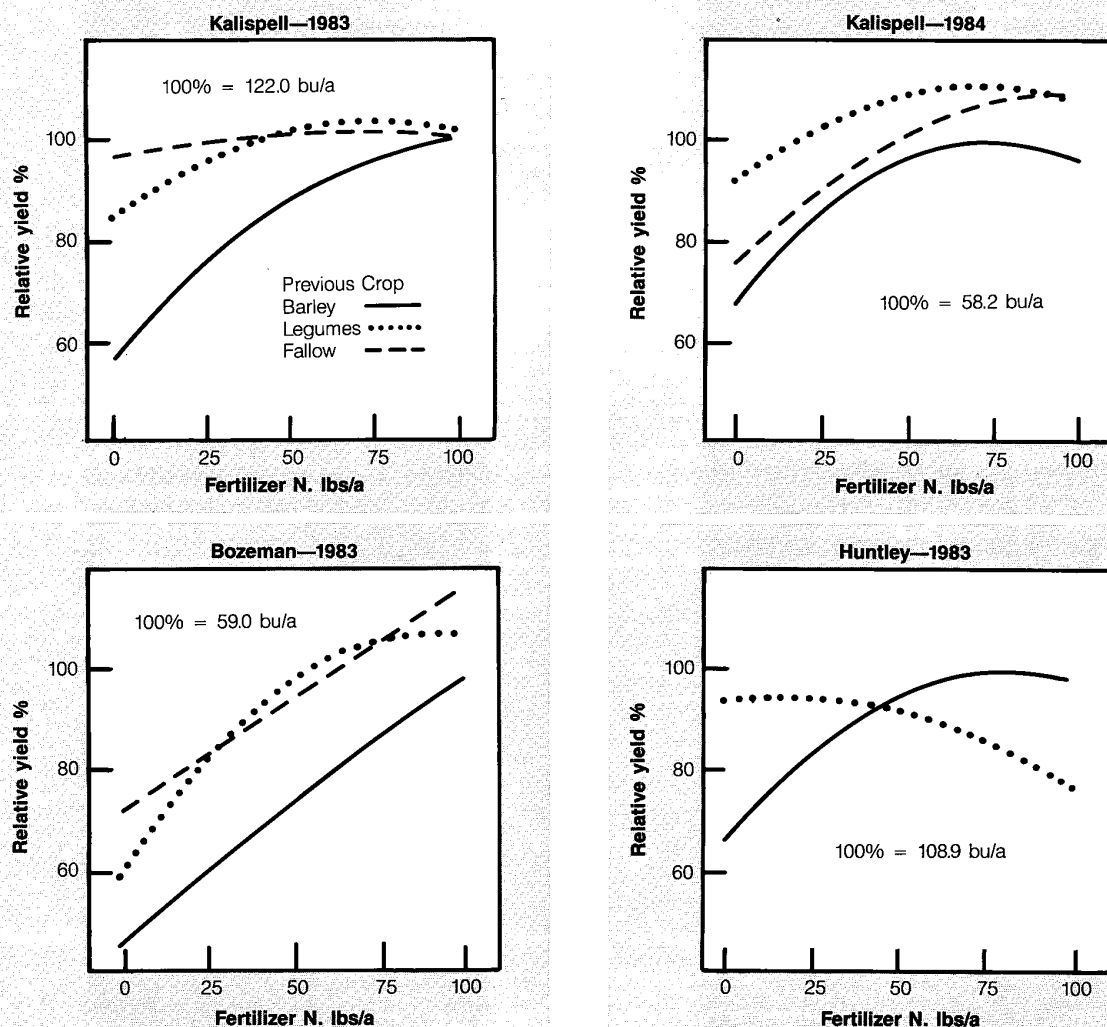 Kalispell—1983
100% = 122.0 bu/a
Relative yield %
100
80
60
Previous Crop
Barley
Legumes
Fallow
0 25 50 75 100
Fertilizer N. lbs/a
Kalispell—1984
Relative yield %
100
80
60
100% = 58.2 bu/a
0 25 50 75 100
Fertilizer N. lbs/a
Bozeman—1983
100% = 59.0 bu/a
Relative yield %
100
80
60
0 25 50 75 100
Fertilizer N. lbs/a
Huntley—1983
Relative yield %
100
80
60
100% = 108.9 bu/a
0 25 50 75 100
Fertilizer N. lbs/a